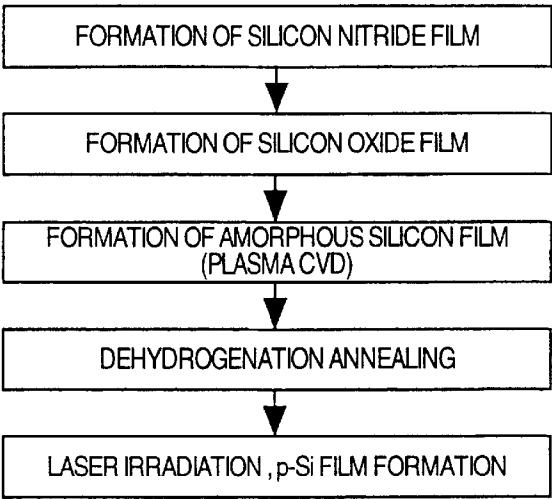 FORMATION OF SILICON NITRIDE FILM
FORMATION OF SILICON OXIDE FILM
FORMATION OF AMORPHOUS SILICON FILM
(PLASMA CVD)
DEHYDROGENATION ANNEALING
LASER IRRADIATION , p-Si FILM FORMATION